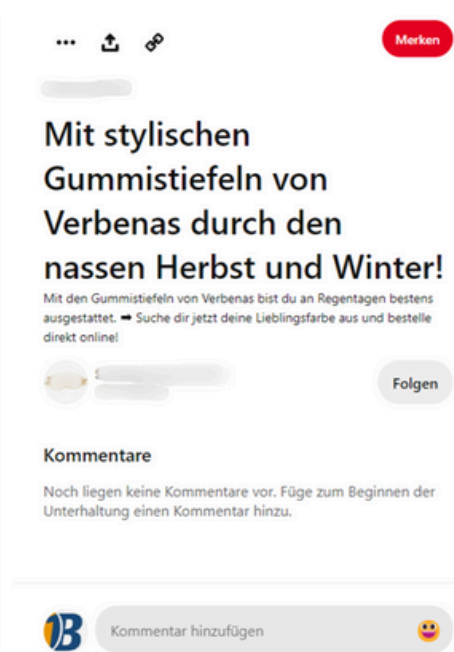 Merken
Mit stylischen
Gummistiefeln von
Verbenas durch den
nassen Herbst und Winter!
Mit den Gummistiefeln von Verbenas bist du an Regentagen bestens
ausgestattet. ➡ Suche dir jetzt deine Lieblingsfarbe aus und bestelle
direkt online!
Folgen
Kommentare
Noch liegen keine Kommentare vor. Füge zum Beginnen der
Unterhaltung einen Kommentar hinzu.
B
Kommentar hinzufügen